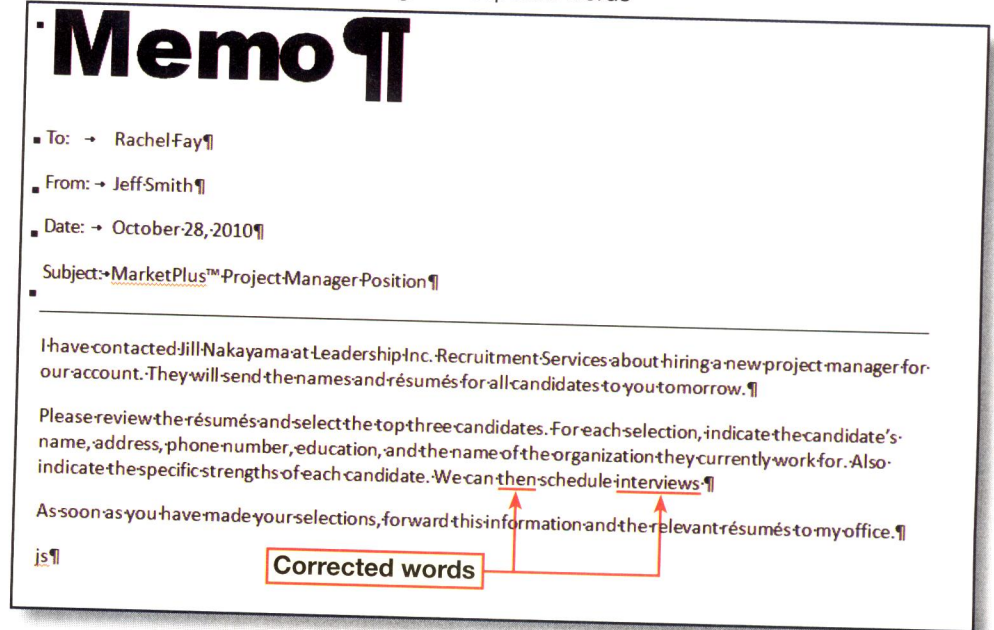 Memo¶
To: → Rachel·Fay¶
From: → Jeff·Smith¶
Date: → October·28,·2010¶
Subject:→MarketPlus™·Project·Manager·Position¶
I·have·contacted·Jill·Nakayama·at·Leadership·Inc.·Recruitment·Services·about·hiring·a·new·project·manager·for·
our·account.·They·will·send·the·names·and·résumés·for·all·candidates·to·you·tomorrow.¶
Please·review·the·résumés·and·select·the·top·three·candidates.·For·each·selection,·indicate·the·candidate's·
name,·address,·phone·number,·education,·and·the·name·of·the·organization·they·currently·work·for.·Also·
indicate·the·specific·strengths·of·each·candidate.·We·can·then·schedule·interviews.¶
As·soon·as·you·have·made·your·selections,·forward·this·information·and·the·relevant·résumés·to·my·office.¶
js¶
Corrected words